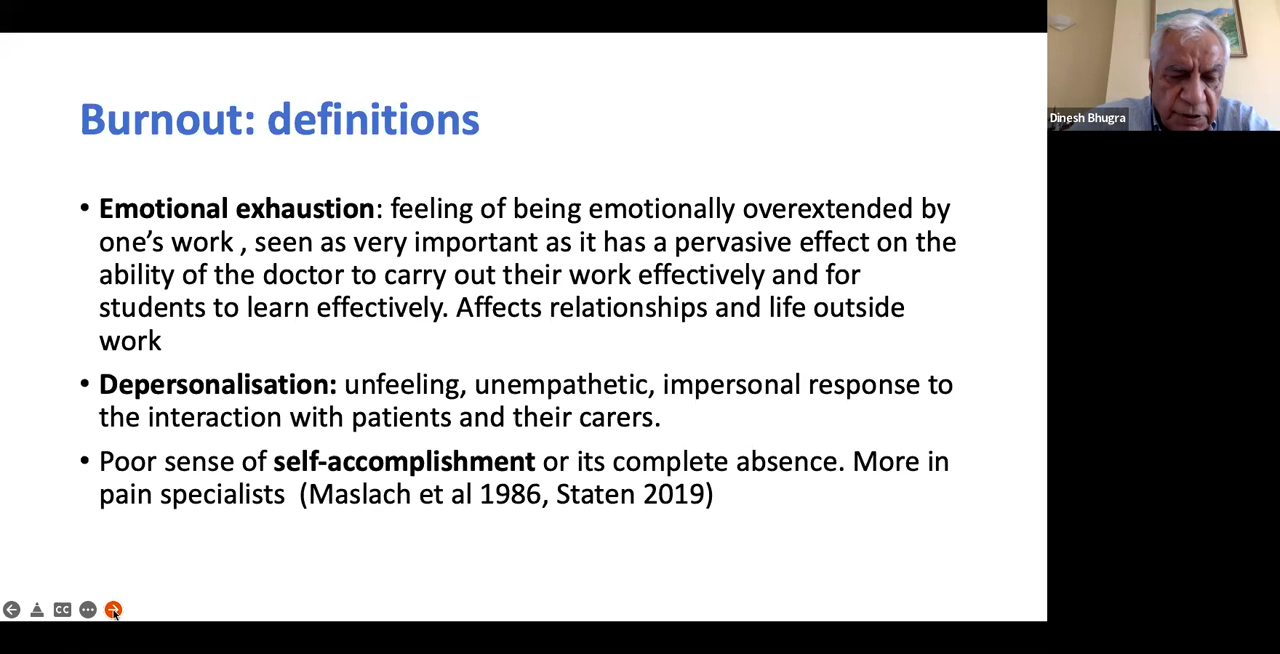 Burnout: definitions
• Emotional exhaustion: feeling of being emotionally overextended by
one’s work , seen as very important as it has a pervasive effect on the
ability of the doctor to carry out their work effectively and for
students to learn effectively. Affects relationships and life outside
work
• Depersonalisation: unfeeling, unempathetic, impersonal response to
the interaction with patients and their carers.
• Poor sense of self-accomplishment or its complete absence. More in
pain specialists  (Maslach et al 1986, Staten 2019)
CC
Dinesh Bhugra